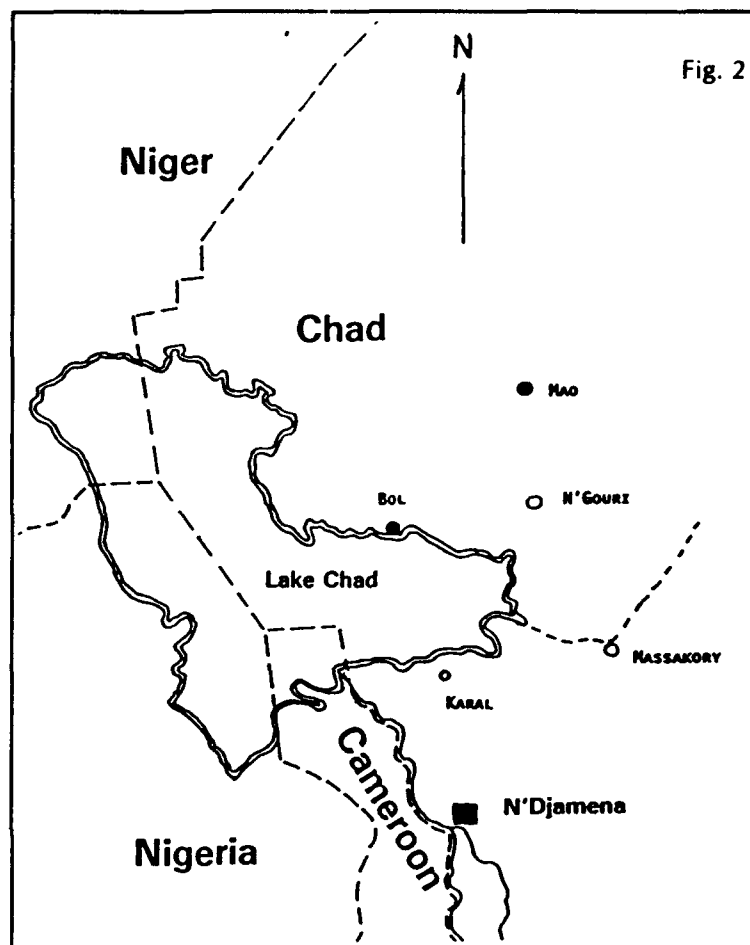 N
Fig. 2
Niger
Chad
MAO
BOL
N'GOURI
Lake Chad
MASSAKORY
KARAL
Cameroon
N'Djamena
Nigeria